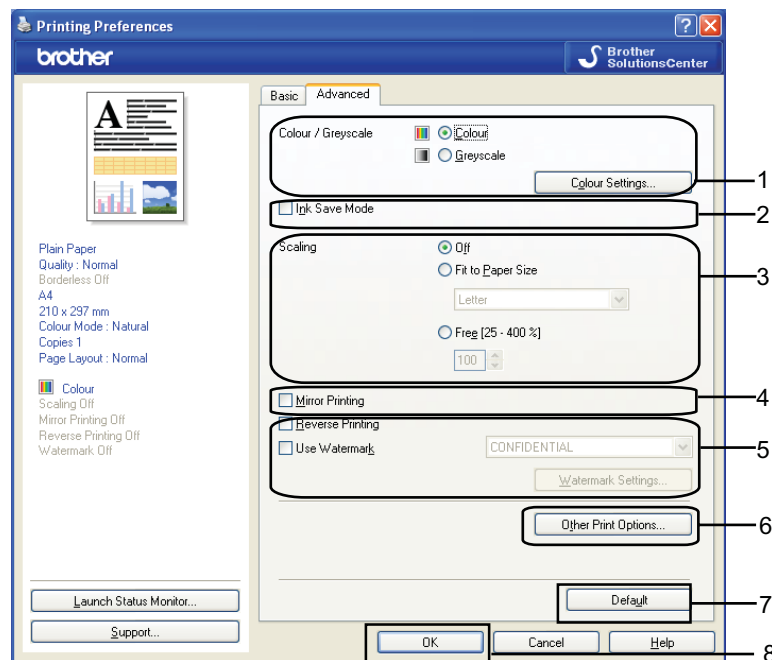 Printing Preferences
brother
Brother
SolutionsCenter
Basic Advanced
A
Colour / Greyscale
Colour
Greyscale
Colour Settings...
1
Ink Save Mode
2
Scaling
Off
Fit to Paper Size
Letter
Free [25 - 400 %]
100
3
Mirror Printing
4
Reverse Printing
Use Watermark CONFIDENTIAL
Watermark Settings...
5
Other Print Options...
6
Default
7
OK Cancel Help
8
Plain Paper
Quality : Normal
Borderless Off
A4
210 x 297 mm
Colour Mode : Natural
Copies 1
Page Layout : Normal
Colour
Scaling Off
Mirror Printing Off
Reverse Printing Off
Watermark Off
Launch Status Monitor...
Support...